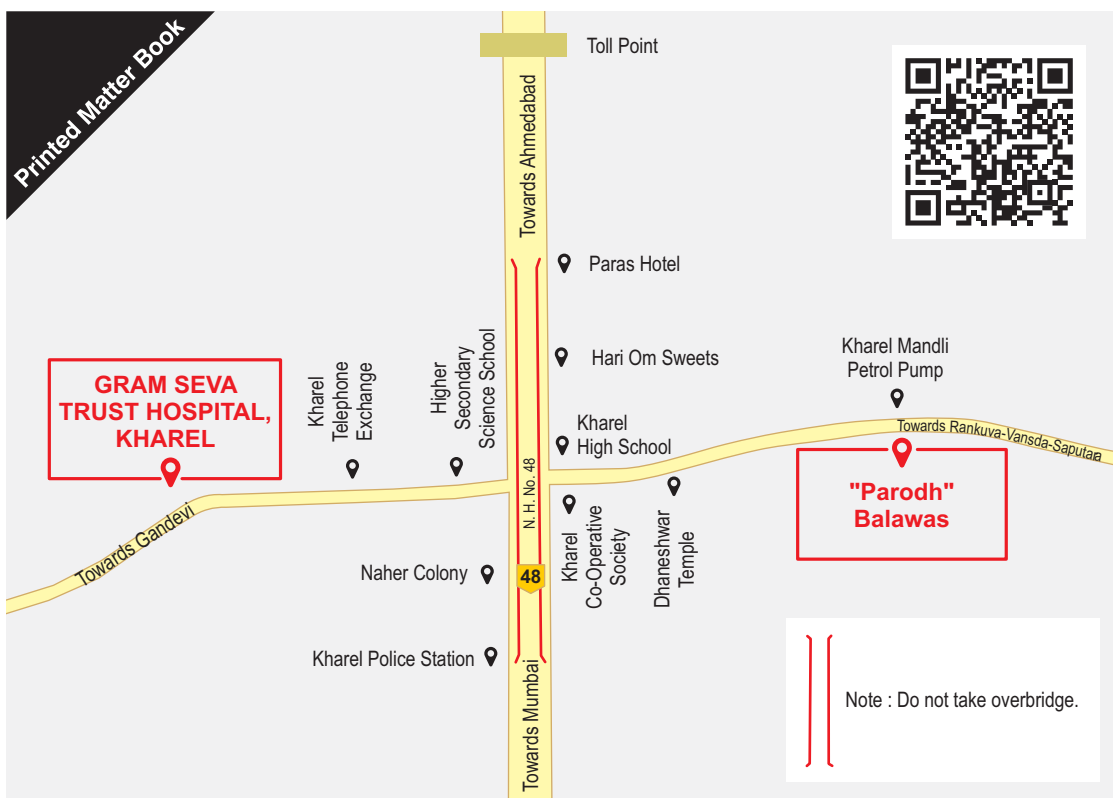 Printed Matter Book
Toll Point
Towards Ahmedabad
Paras Hotel
Hari Om Sweets
Kharel Mandli
Petrol Pump
GRAM SEVA
TRUST HOSPITAL,
KHAREL
Kharel
Telephone
Exchange
Higher
Secondary
Science School
Kharel
High School
Towards Rankuva-Vansda-Saputara
N. H. No. 48
"Parodh"
Balawas
Towards Gandevi
Naher Colony
48
Kharel
Co-Operative
Society
Dhaneshwar
Temple
Kharel Police Station
Towards Mumbai
Note : Do not take overbridge.